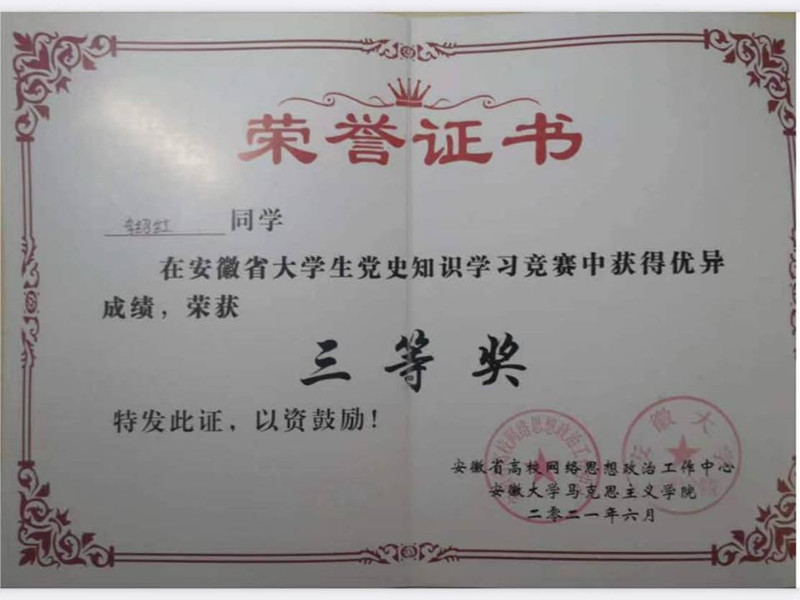 荣誉证书
同学
在安徽省大学生党史知识学习竞赛中获得优异
成绩，荣获
三等奖
特发此证，以资鼓励！
安徽省高校网络思想政治工作中心
安徽大学马克思主义学院
二零二一年六月